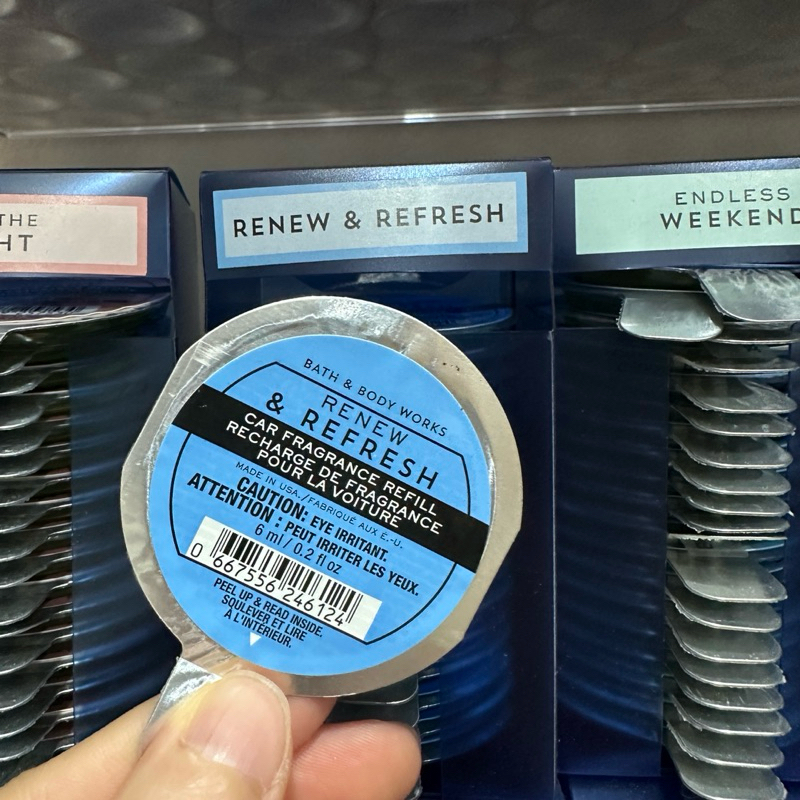 THE
HT
RENEW & REFRESH
ENDLESS
WEEKEND
BATH & BODY WORKS
RENEW
& REFRESH
CAR FRAGRANCE REFILL
RECHARGE DE FRAGRANCE
POUR LA VOITURE
MADE IN USA./FABRIQUÉ AUX É.-U.
CAUTION: EYE IRRITANT.
ATTENTION : PEUT IRRITER LES YEUX.
6 ml / 0.2 fl oz
0 667556 246124
PEEL UP & READ INSIDE.
SOULEVER ET LIRE
À L'INTÉRIEUR.